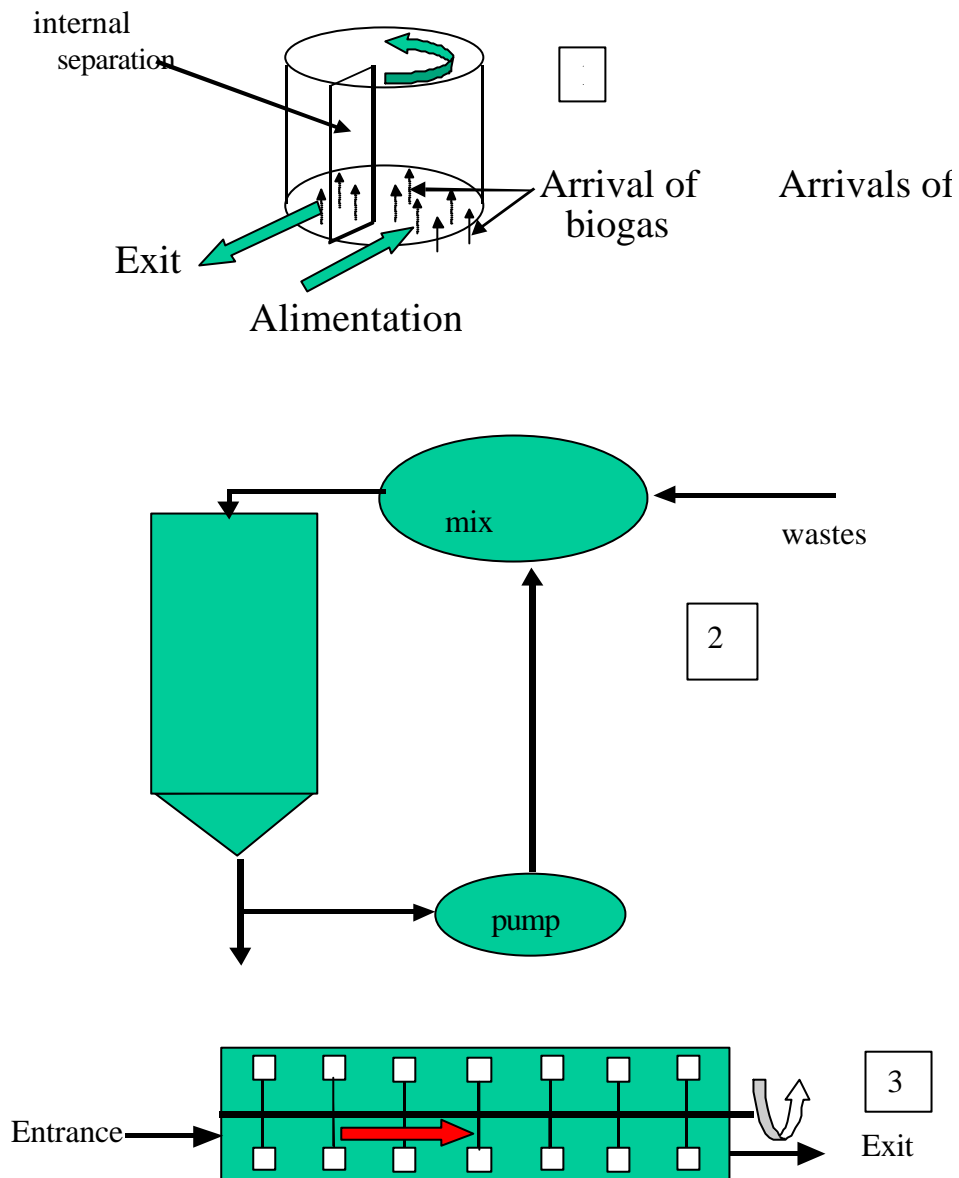 internal
separation
Arrival of
biogas
Arrivals of
Exit
Alimentation
mix
wastes
2
pump
3
Entrance
Exit